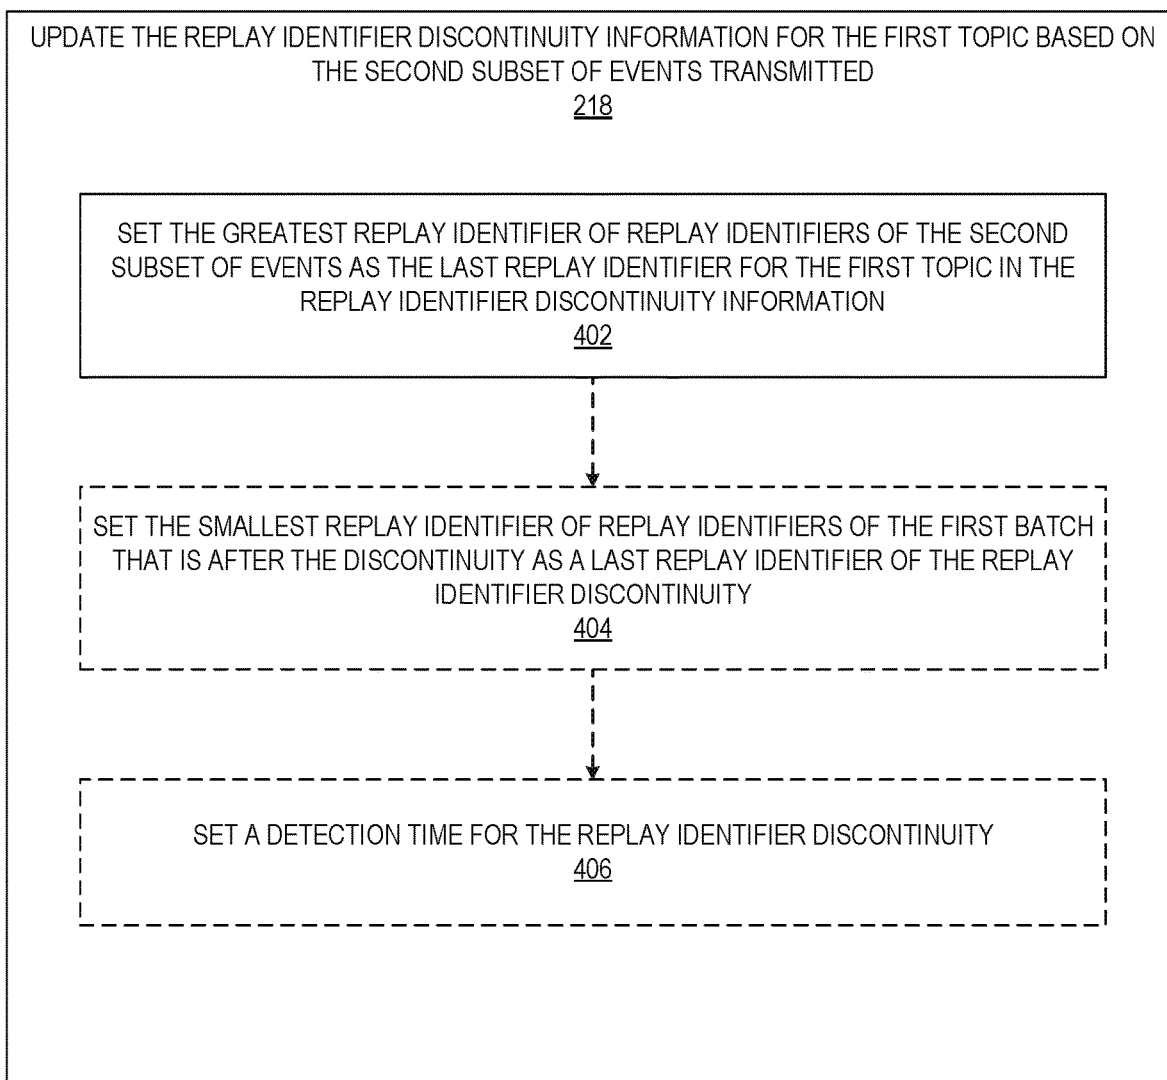 UPDATE THE REPLAY IDENTIFIER DISCONTINUITY INFORMATION FOR THE FIRST TOPIC BASED ON
THE SECOND SUBSET OF EVENTS TRANSMITTED
218
SET THE GREATEST REPLAY IDENTIFIER OF REPLAY IDENTIFIERS OF THE SECOND
SUBSET OF EVENTS AS THE LAST REPLAY IDENTIFIER FOR THE FIRST TOPIC IN THE
REPLAY IDENTIFIER DISCONTINUITY INFORMATION
402
SET THE SMALLEST REPLAY IDENTIFIER OF REPLAY IDENTIFIERS OF THE FIRST BATCH
THAT IS AFTER THE DISCONTINUITY AS A LAST REPLAY IDENTIFIER OF THE REPLAY
IDENTIFIER DISCONTINUITY
404
SET A DETECTION TIME FOR THE REPLAY IDENTIFIER DISCONTINUITY
406